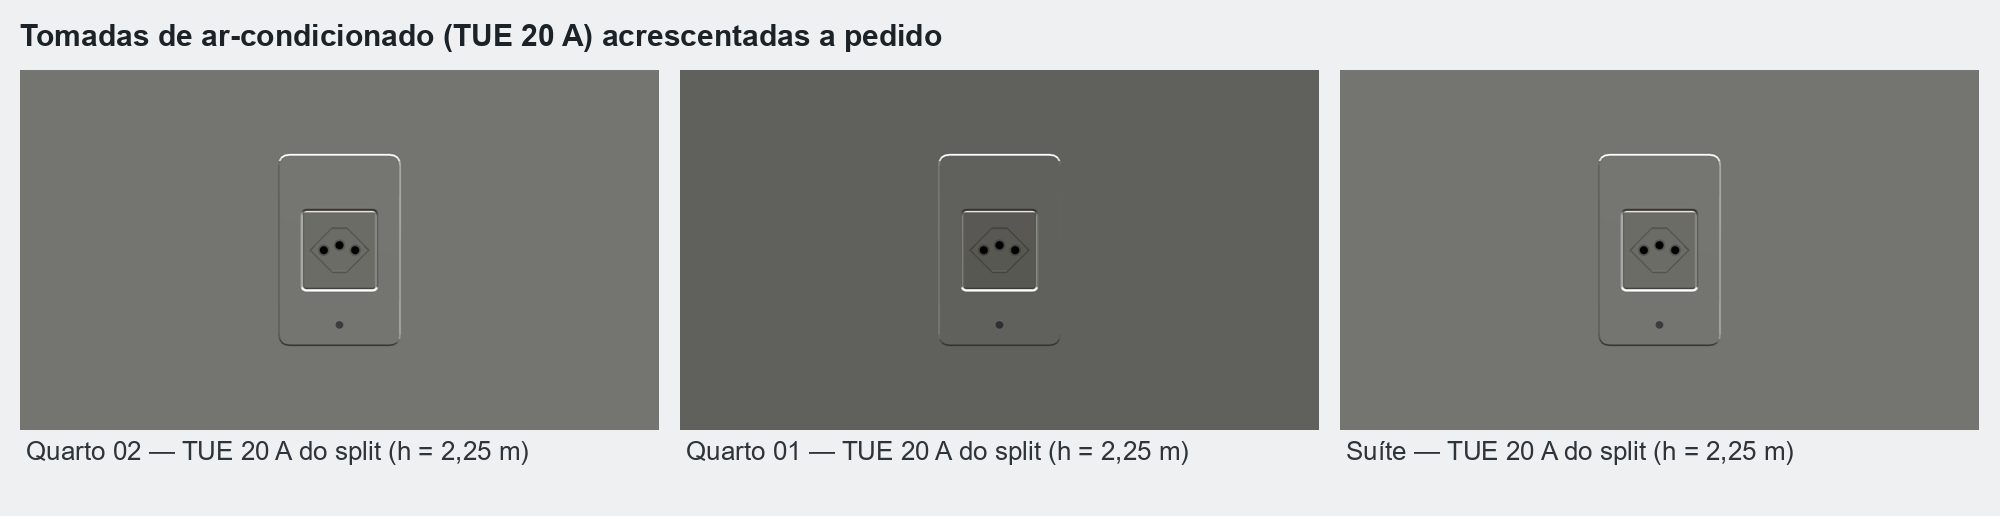 Tomadas de ar-condicionado (TUE 20 A) acrescentadas a pedido
Quarto 02 — TUE 20 A do split (h = 2,25 m)
Quarto 01 — TUE 20 A do split (h = 2,25 m)
Suíte — TUE 20 A do split (h = 2,25 m)